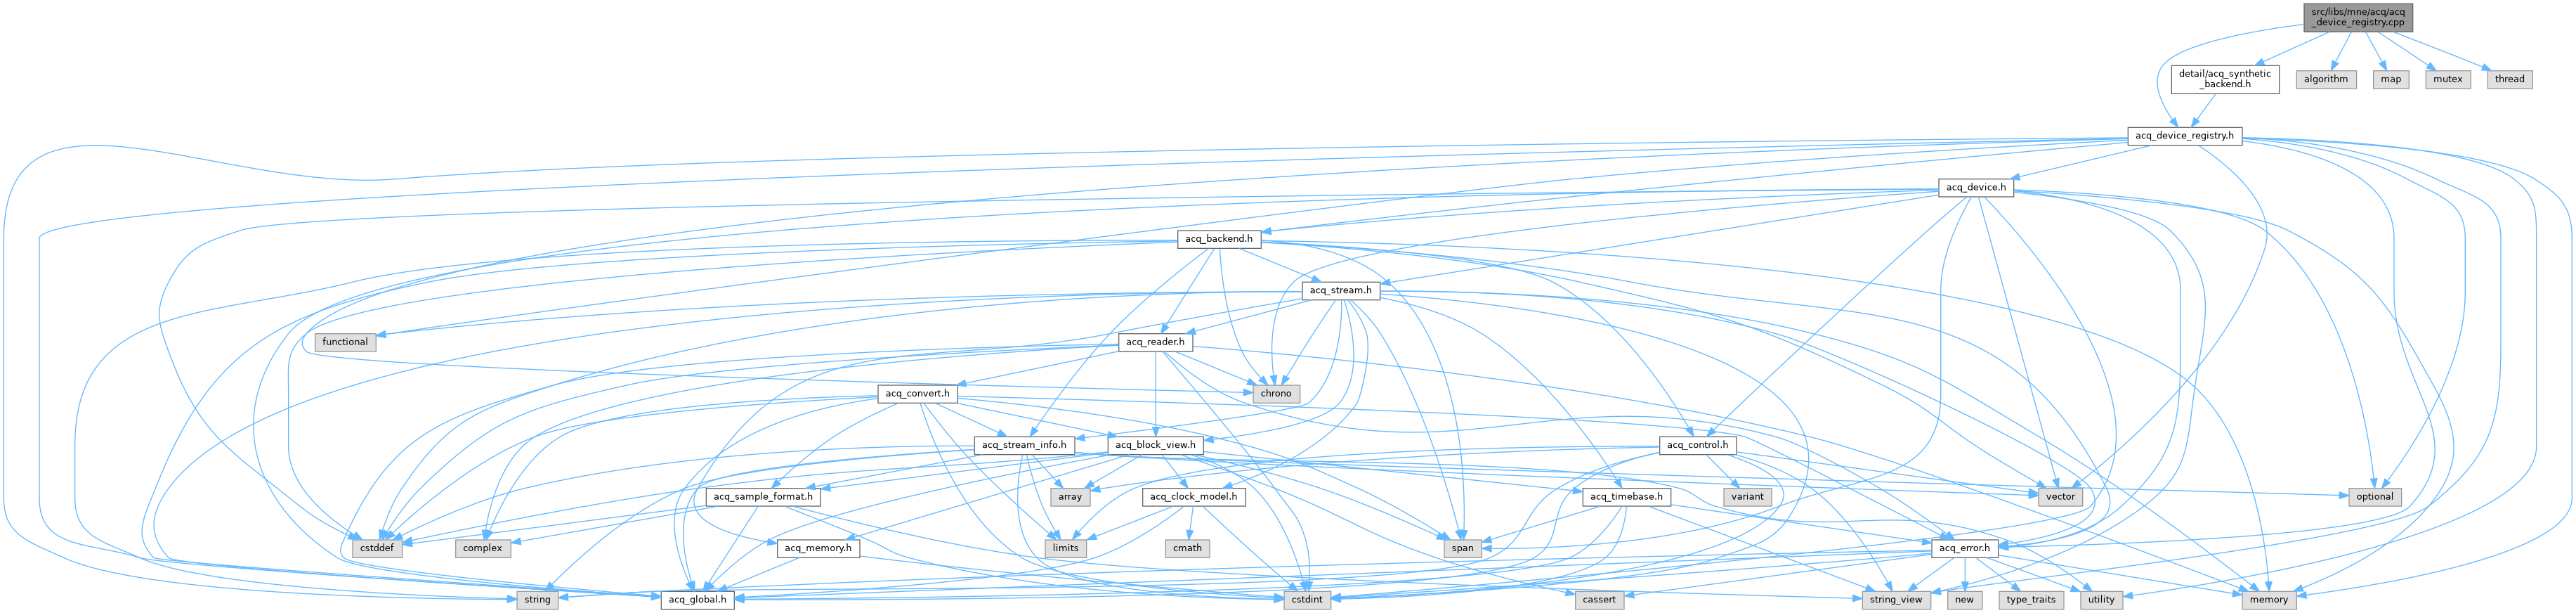 src/libs/mne/acq/acq
_device_registry.cpp
detail/acq_synthetic
_backend.h
algorithm
map
mutex
thread
acq_device_registry.h
acq_device.h
acq_backend.h
acq_stream.h
functional
acq_reader.h
acq_convert.h
chrono
acq_stream_info.h
acq_block_view.h
acq_control.h
acq_sample_format.h
array
acq_clock_model.h
acq_timebase.h
variant
vector
optional
cstddef
complex
acq_memory.h
limits
cmath
span
acq_error.h
string
acq_global.h
cstdint
cassert
string_view
new
type_traits
utility
memory